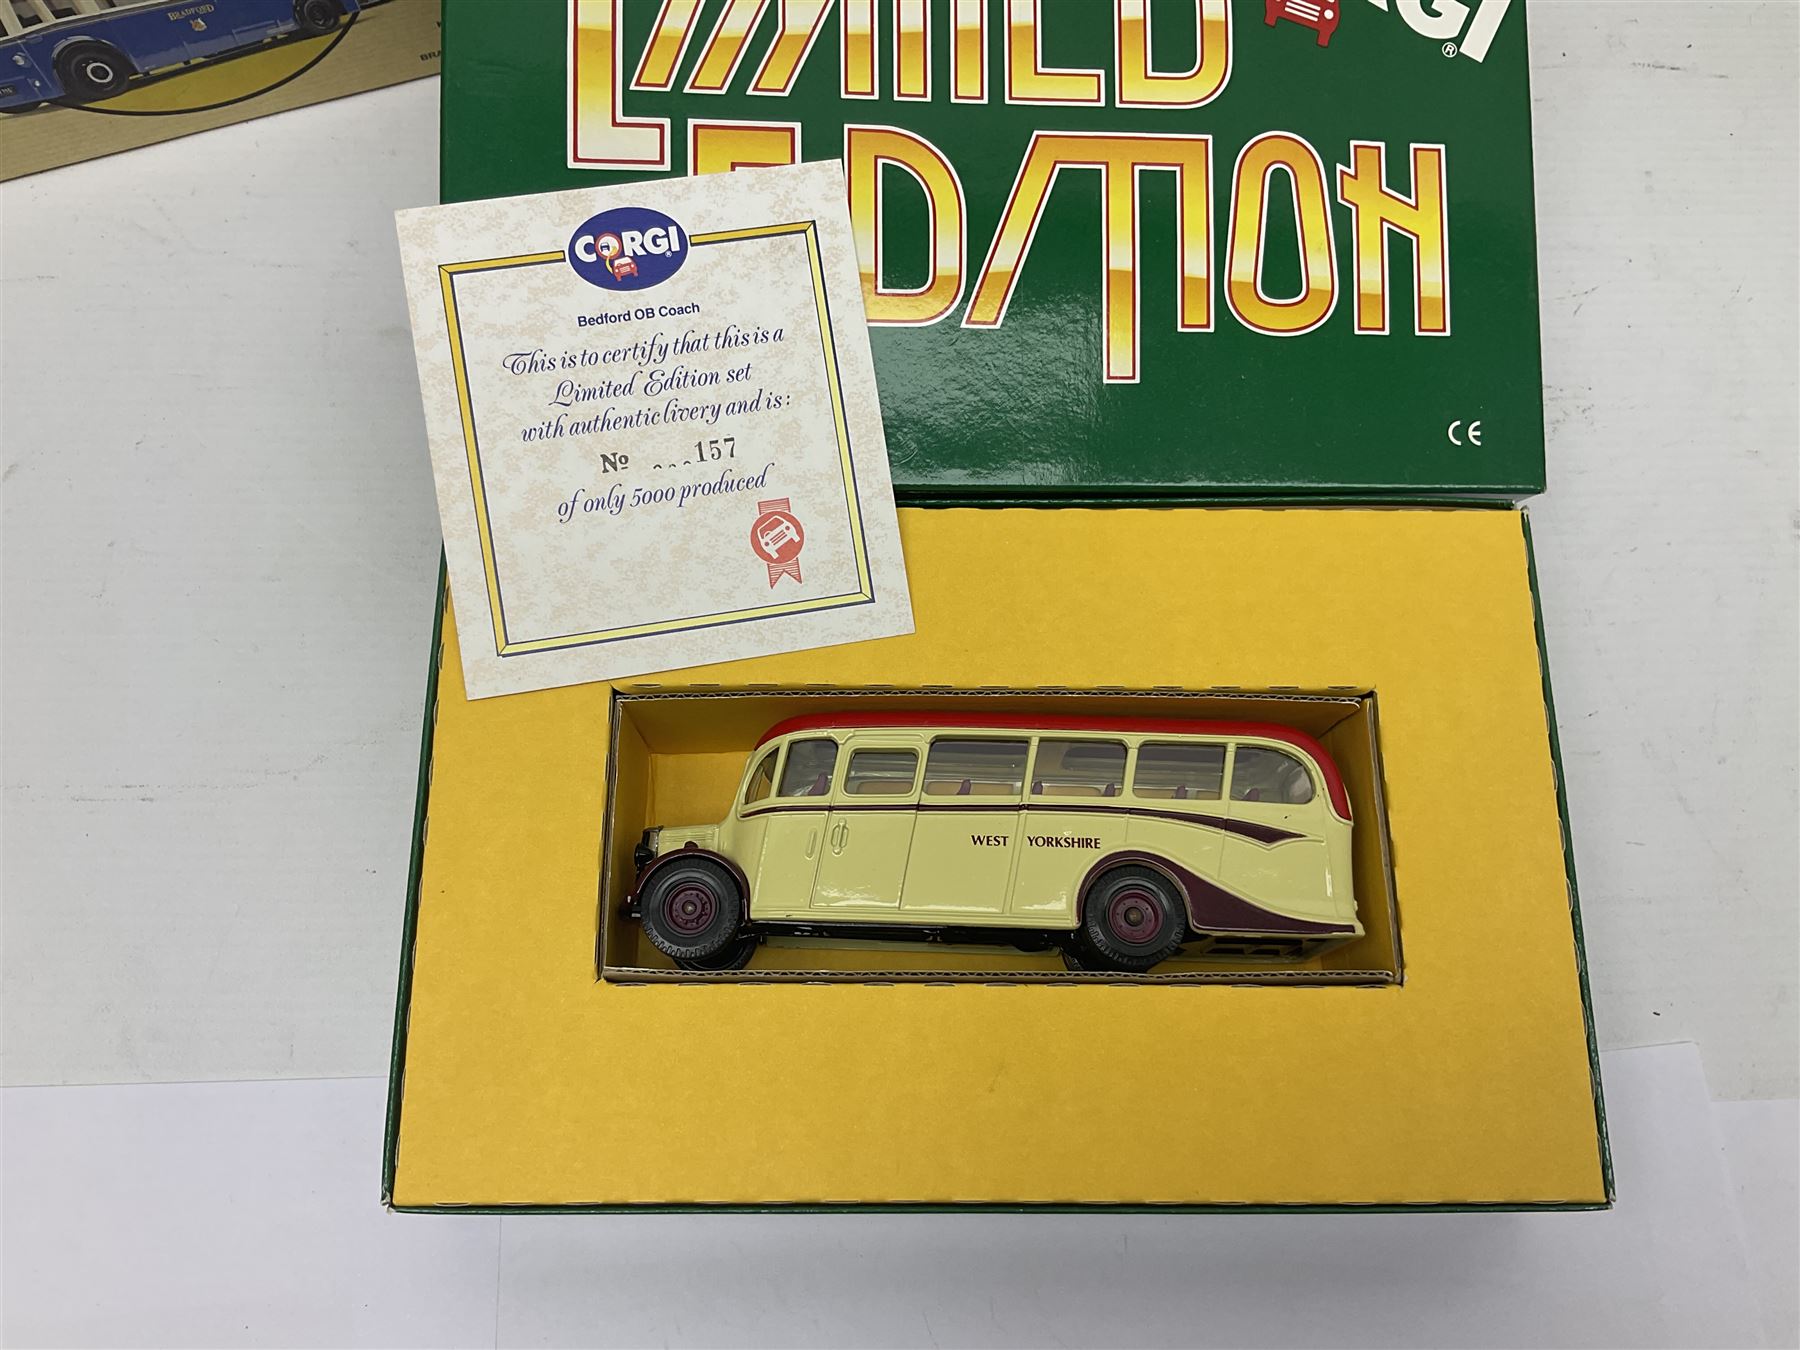 BRADFORD
LIMITED
CORGI
®
EDITION
CE
CORGI
®
Bedford OB Coach
This is to certify that this is a
Limited Edition set
with authentic livery and is:
No 157
of only 5000 produced
WEST YORKSHIRE